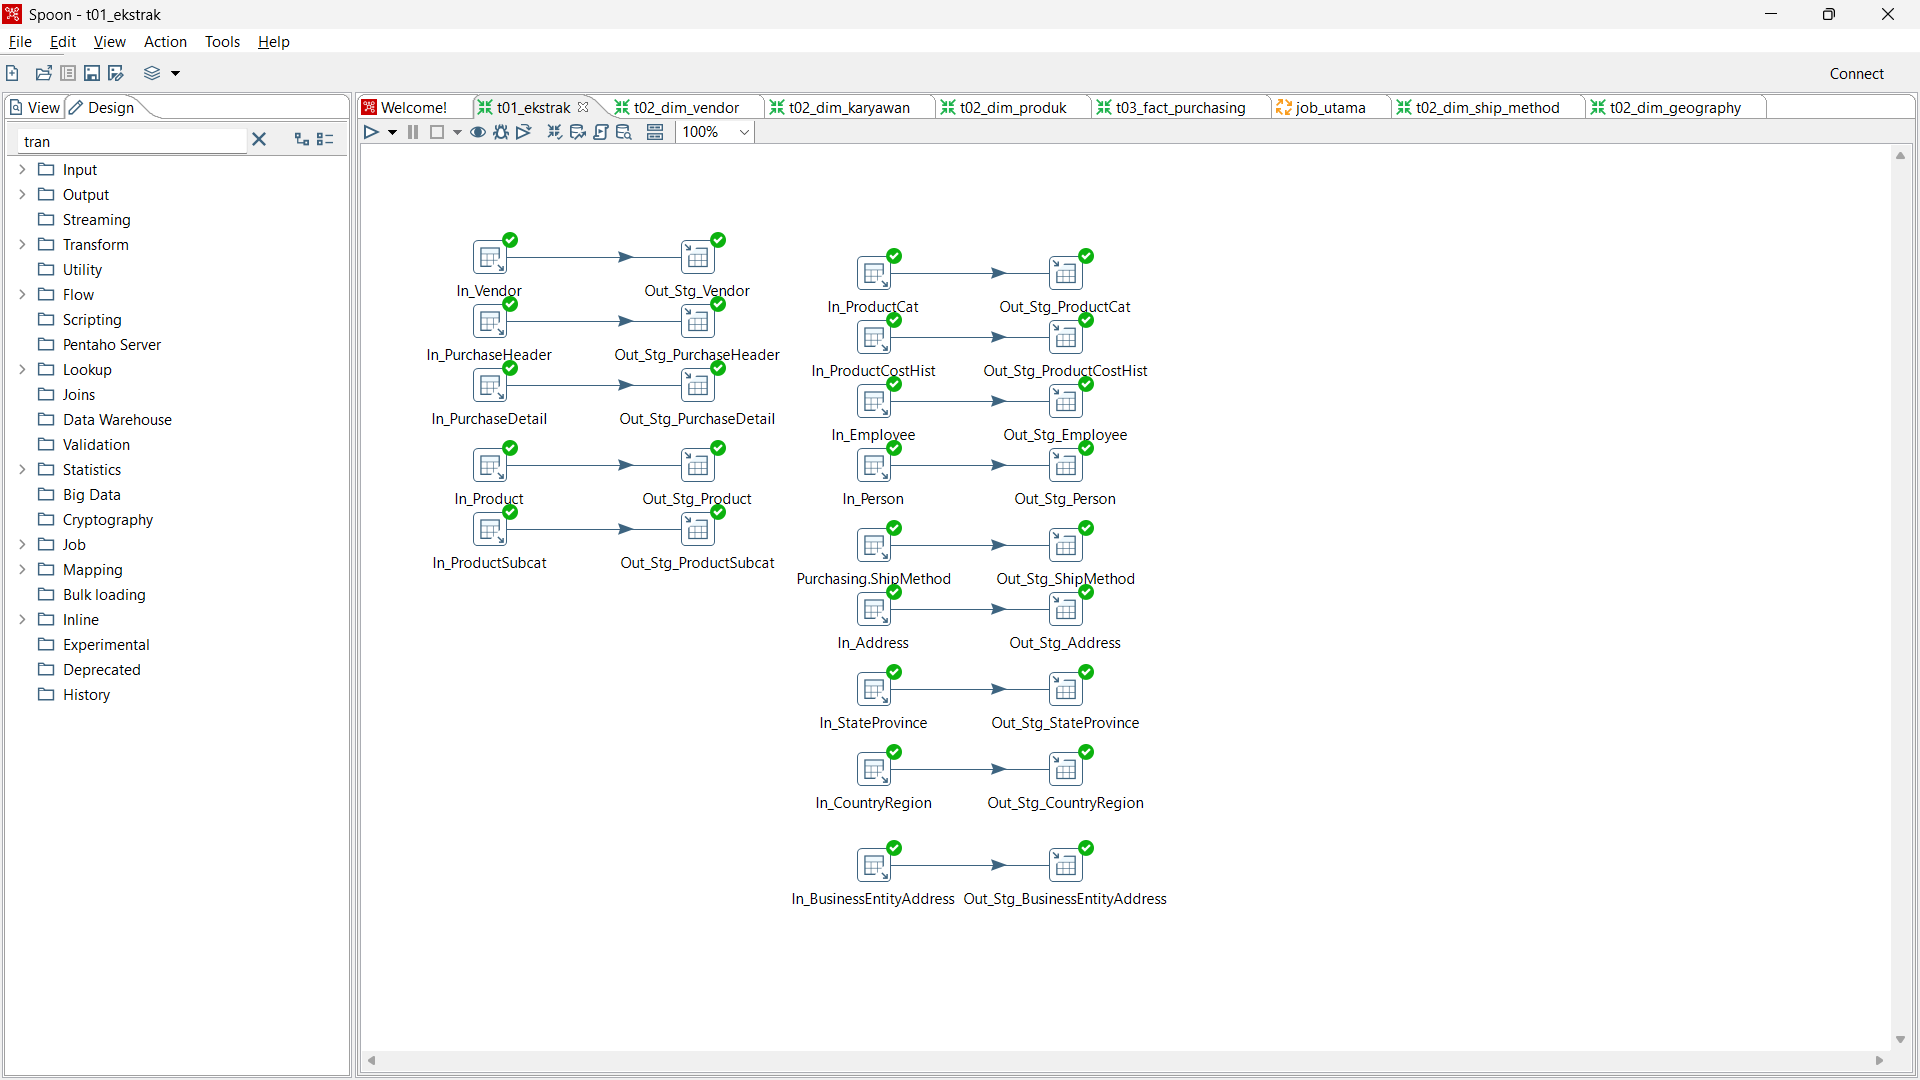 Spoon - t01_ekstrak
File Edit View Action Tools Help
Connect
View Design
tran
Input
Output
Streaming
Transform
Utility
Flow
Scripting
Pentaho Server
Lookup
Joins
Data Warehouse
Validation
Statistics
Big Data
Cryptography
Job
Mapping
Bulk loading
Inline
Experimental
Deprecated
History
Welcome! t01_ekstrak t02_dim_vendor t02_dim_karyawan t02_dim_produk t03_fact_purchasing job_utama t02_dim_ship_method t02_dim_geography
100%
In_Vendor Out_Stg_Vendor
In_PurchaseHeader Out_Stg_PurchaseHeader
In_PurchaseDetail Out_Stg_PurchaseDetail
In_Product Out_Stg_Product
In_ProductSubcat Out_Stg_ProductSubcat
In_ProductCat Out_Stg_ProductCat
In_ProductCostHist Out_Stg_ProductCostHist
In_Employee Out_Stg_Employee
In_Person Out_Stg_Person
Purchasing.ShipMethod Out_Stg_ShipMethod
In_Address Out_Stg_Address
In_StateProvince Out_Stg_StateProvince
In_CountryRegion Out_Stg_CountryRegion
In_BusinessEntityAddress Out_Stg_BusinessEntityAddress